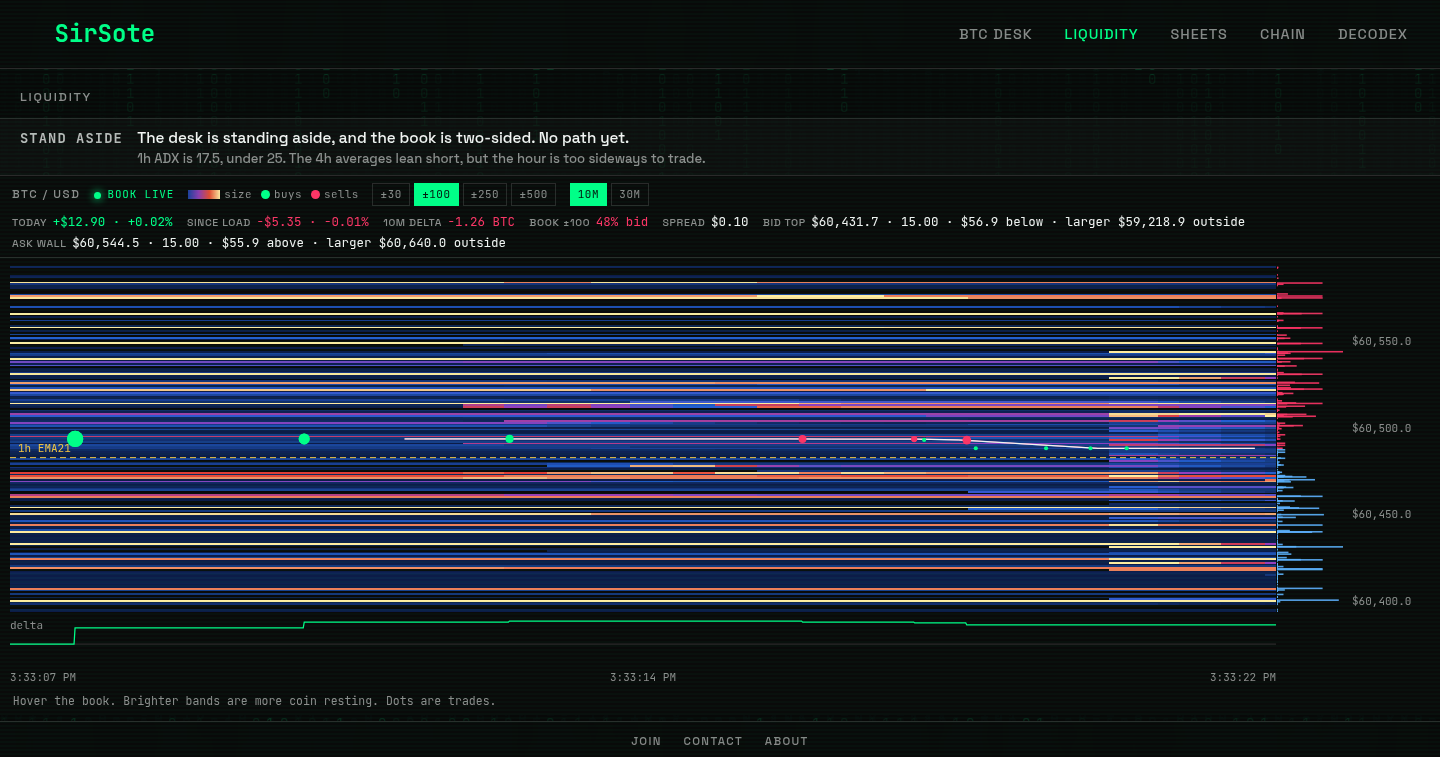 SirSote
BTC DESK LIQUIDITY SHEETS CHAIN DECODEX
LIQUIDITY
STAND ASIDE The desk is standing aside, and the book is two-sided. No path yet.
1h ADX is 17.5, under 25. The 4h averages lean short, but the hour is too sideways to trade.
BTC / USD BOOK LIVE size buys sells ±30 ±100 ±250 ±500 10M 30M
TODAY +$12.90 · +0.02% SINCE LOAD -$5.35 · -0.01% 10M DELTA -1.26 BTC BOOK ±100 48% bid SPREAD $0.10 BID TOP $60,431.7 · 15.00 · $56.9 below · larger $59,218.9 outside
ASK WALL $60,544.5 · 15.00 · $55.9 above · larger $60,640.0 outside
$60,550.0
$60,500.0
1h EMA21
$60,450.0
$60,400.0
delta
3:33:07 PM 3:33:14 PM 3:33:22 PM
Hover the book. Brighter bands are more coin resting. Dots are trades.
JOIN CONTACT ABOUT